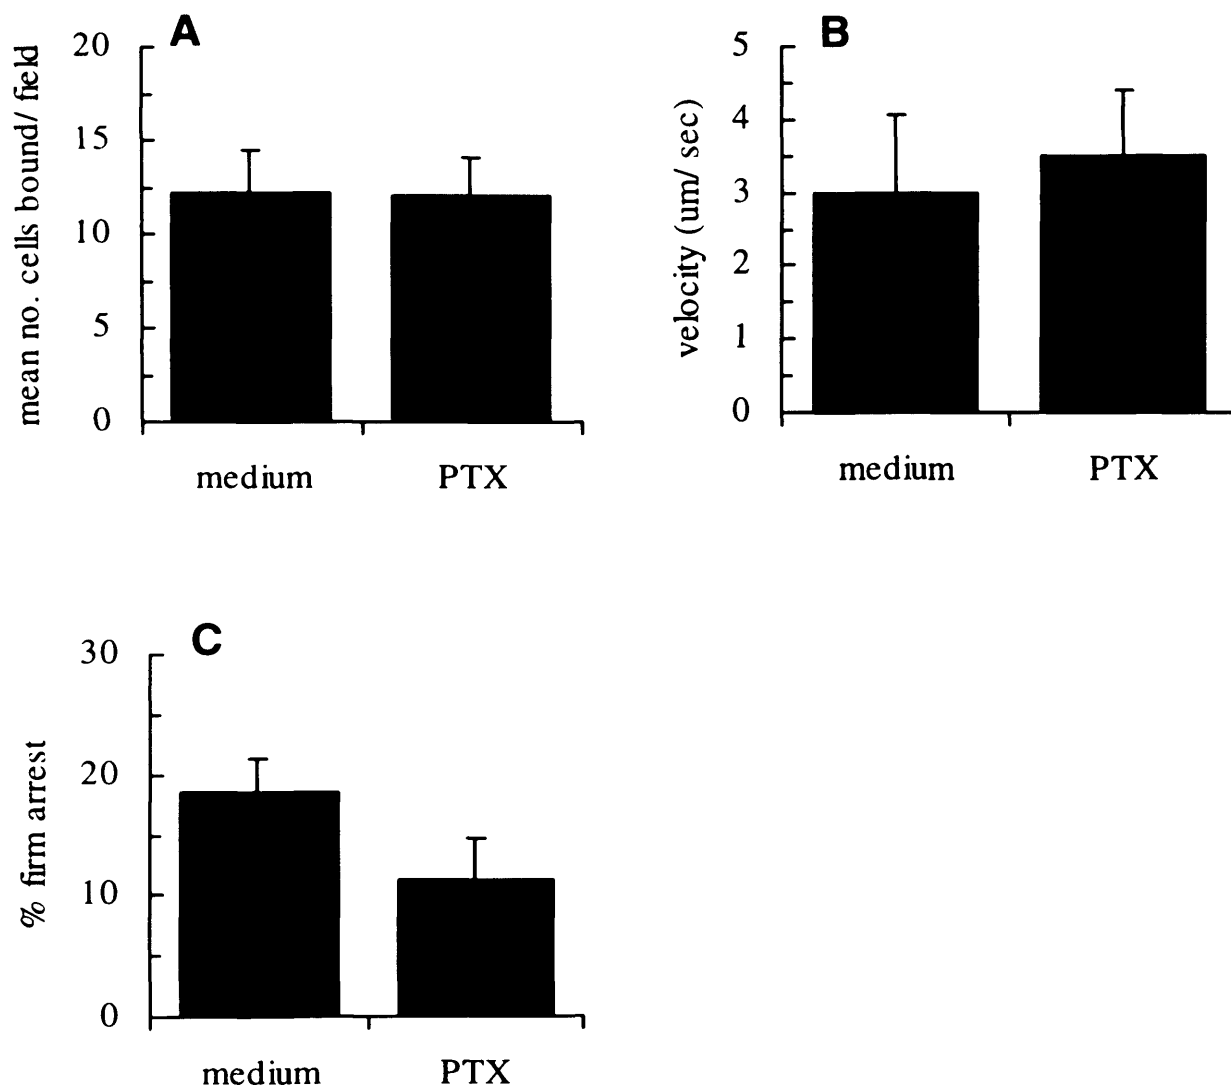 A
mean no. cells bound/ field
20
15
10
5
0
medium PTX
B
velocity (um/ sec)
5
4
3
2
1
0
medium PTX
C
% firm arrest
30
20
10
0
medium PTX